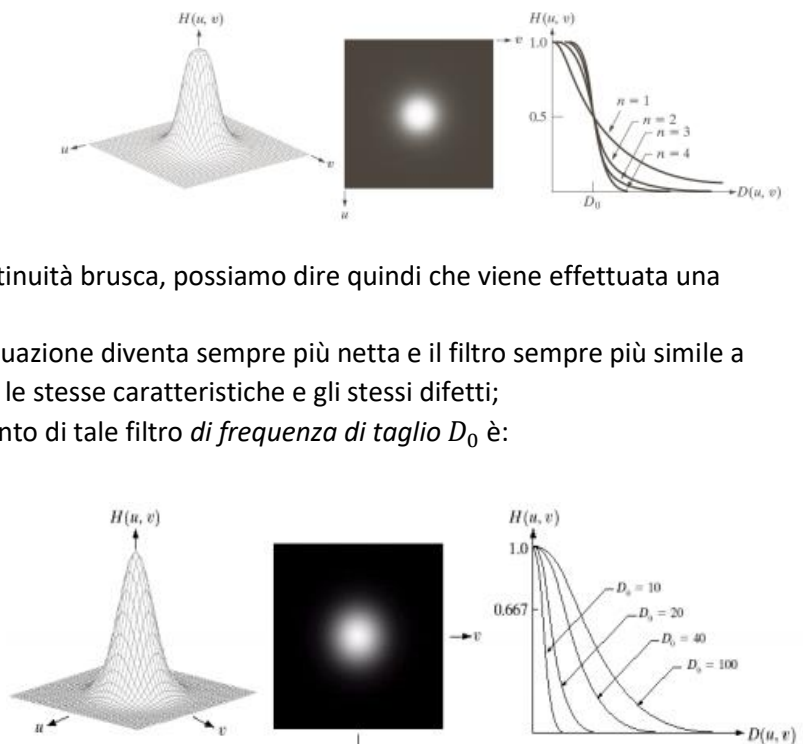 H(u, v)
u
v
v
u
H(u, v)
1.0
0.5
n = 1
n = 2
n = 3
n = 4
D₀
D(u, v)
tinuità brusca, possiamo dire quindi che viene effettuata una
uazione diventa sempre più netta e il filtro sempre più simile a
le stesse caratteristiche e gli stessi difetti;
nto di tale filtro di frequenza di taglio D₀ è:
H(u, v)
u
v
v
H(u, v)
1.0
0.667
D₀ = 10
D₀ = 20
D₀ = 40
D₀ = 100
D(u, v)